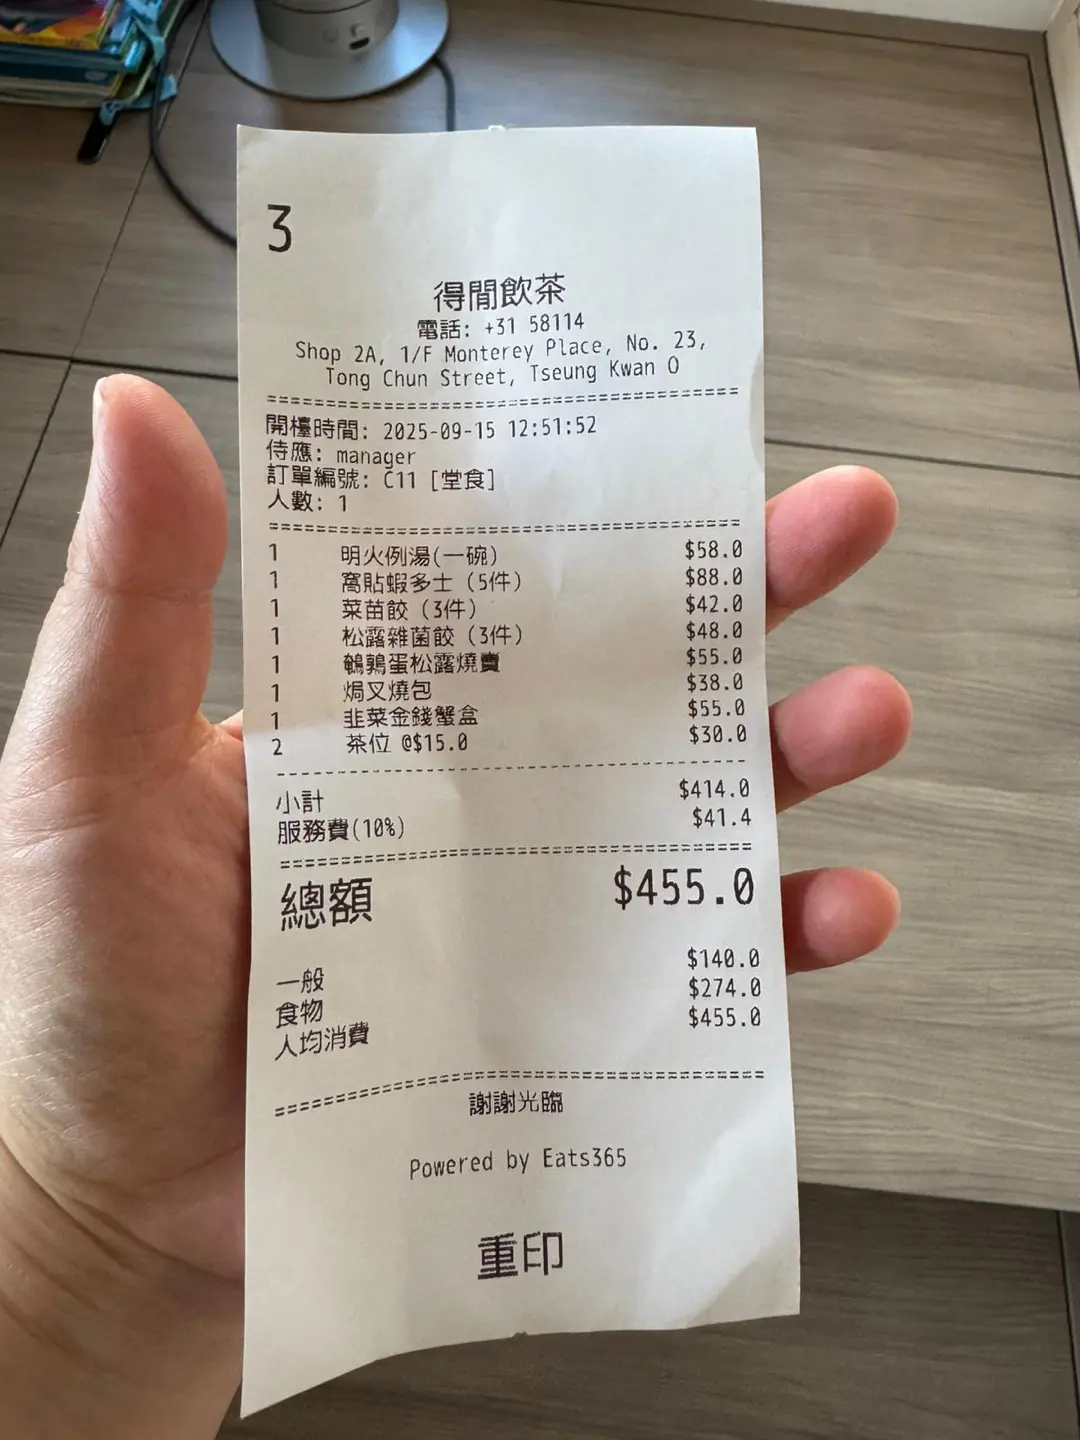 3
得閒飲茶
電話: +31 58114
Shop 2A, 1/F Monterey Place, No. 23,
Tong Chun Street, Tseung Kwan O
開檯時間: 2025-09-15 12:51:52
侍應: manager
訂單編號: C11 [堂食]
人數: 1
1 明火例湯(一碗) $58.0
1 窩貼蝦多士 (5件) $88.0
1 菜苗餃 (3件) $42.0
1 松露雜菌餃 (3件) $48.0
1 鵪鶉蛋松露燒賣 $55.0
1 焗叉燒包 $38.0
1 韭菜金錢蟹盒 $55.0
2 茶位 @$15.0 $30.0
小計 $414.0
服務費(10%) $41.4
總額 $455.0
一般 $140.0
食物 $274.0
人均消費 $455.0
謝謝光臨
Powered by Eats365
重印